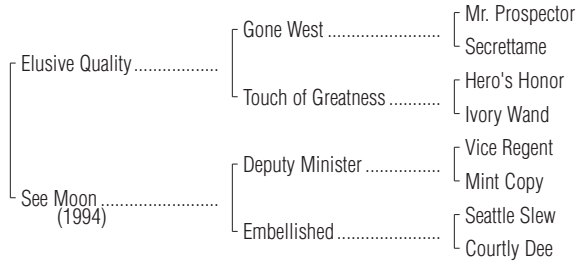 Mr. Prospector
Gone West ....................
Secrettame
Elusive Quality ..................
Hero's Honor
Touch of Greatness ..........
Ivory Wand
Vice Regent
Deputy Minister ..............
Mint Copy
See Moon .........................
(1994)
Seattle Slew
Embellished ....................
Courtly Dee